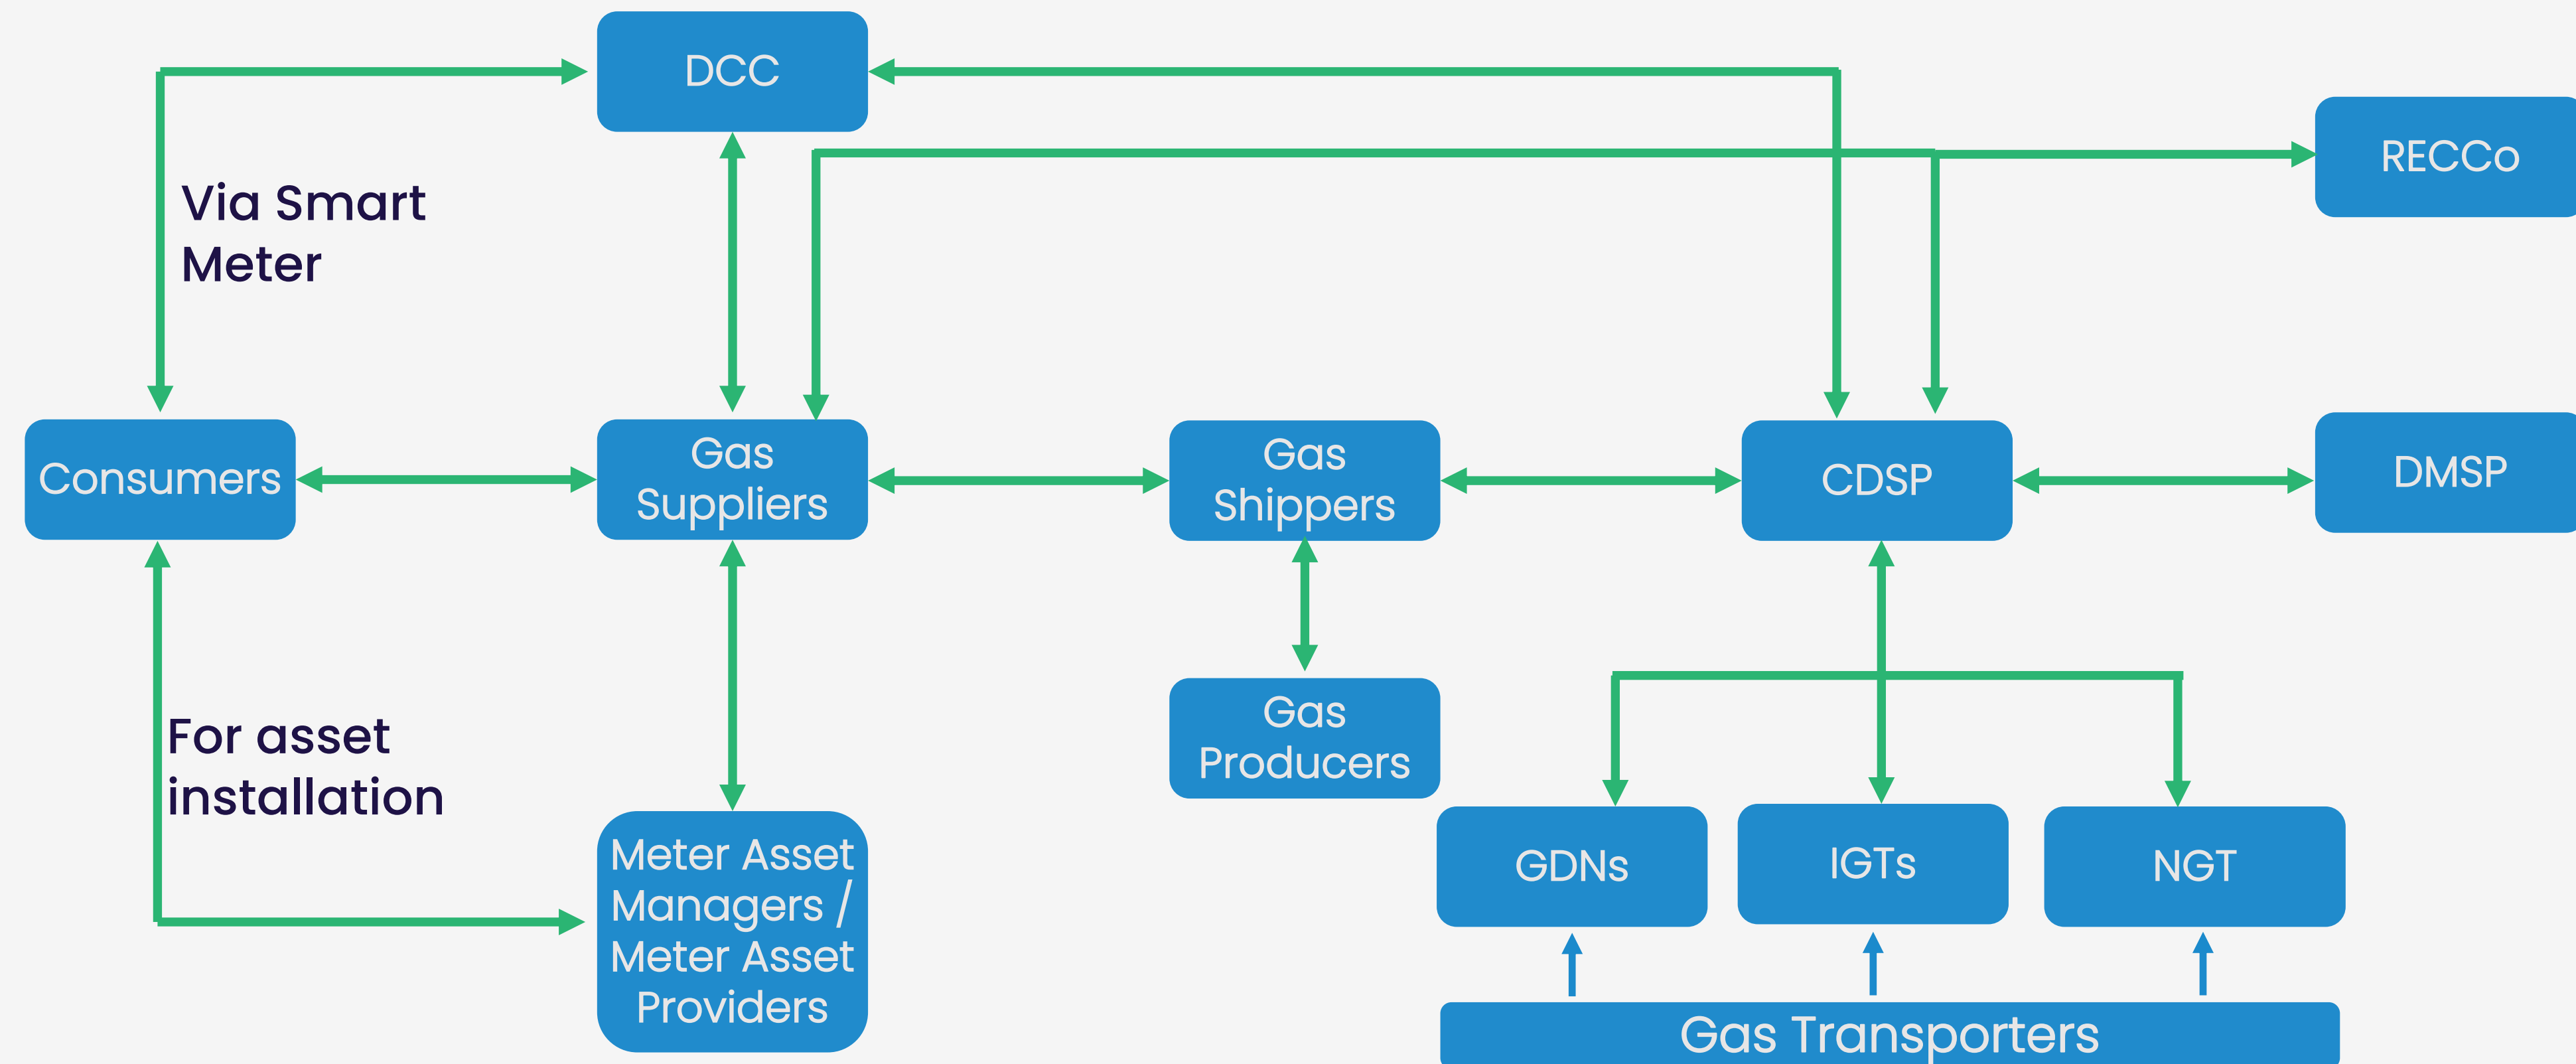 DCC
RECCo
Via Smart
Meter
Consumers
Gas
Suppliers
Gas
Shippers
CDSP
DMSP
For asset
installation
Gas
Producers
Meter Asset
Managers /
Meter Asset
Providers
GDNs
IGTs
NGT
Gas Transporters